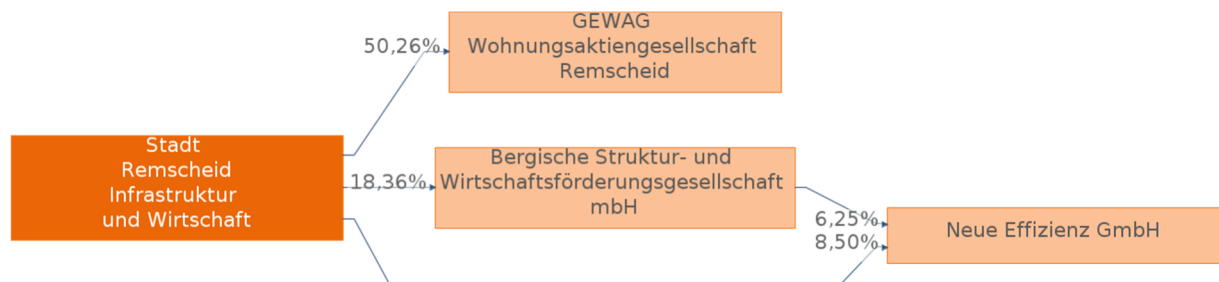 GEWAG
Wohnungsaktiengesellschaft
Remscheid
50,26%
Stadt
Remscheid
Infrastruktur
und Wirtschaft
18,36%
Bergische Struktur- und
Wirtschaftsförderungsgesellschaft
mbH
6,25%
8,50%
Neue Effizienz GmbH